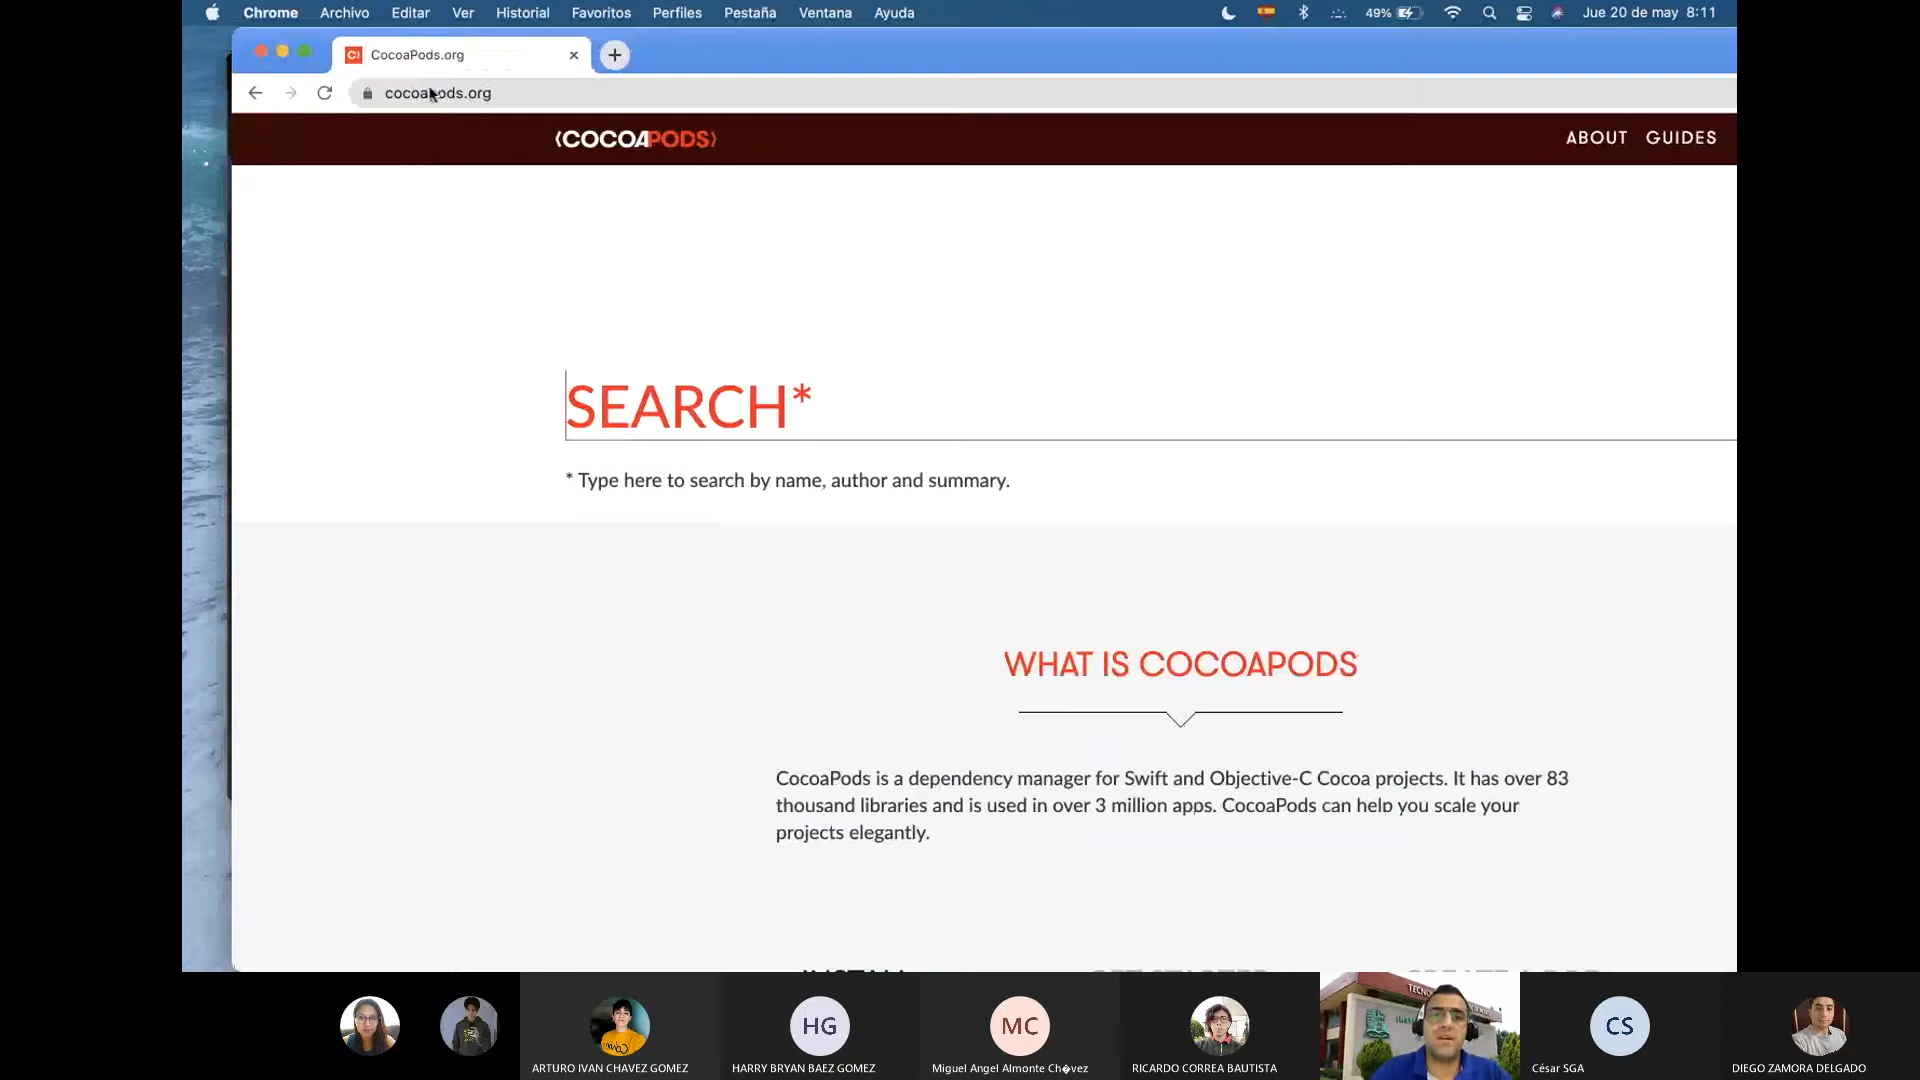 Chrome Archivo Editar Ver Historial Favoritos Perfiles Pestaña Ventana Ayuda 49% Jue 20 de may 8:11
CocoaPods.org
cocoapods.org
COCOAPODS ABOUT GUIDES
SEARCH*
* Type here to search by name, author and summary.
WHAT IS COCOAPODS
CocoaPods is a dependency manager for Swift and Objective-C Cocoa projects. It has over 83
thousand libraries and is used in over 3 million apps. CocoaPods can help you scale your
projects elegantly.
HG MC CS
ARTURO IVAN CHAVEZ GOMEZ HARRY BRYAN BAEZ GOMEZ Miguel Angel Almonte Ch�vez RICARDO CORREA BAUTISTA César SGA DIEGO ZAMORA DELGADO